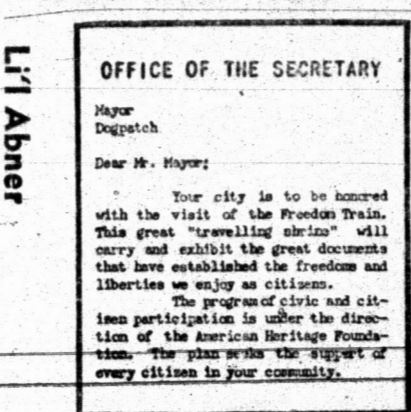 Li'l Abner
OFFICE OF THE SECRETARY
Mayor
Dogpatch
Dear Mr. Mayor;
Your city is to be honored
with the visit of the Freedom Train.
This great "travelling shrine" will
carry and exhibit the great documents
that have established the freedoms and
liberties we enjoy as citizens.
The program of civic and cit-
izen participation is under the direc-
tion of the American Heritage Founda-
tion. The plan seeks the support of
every citizen in your community.